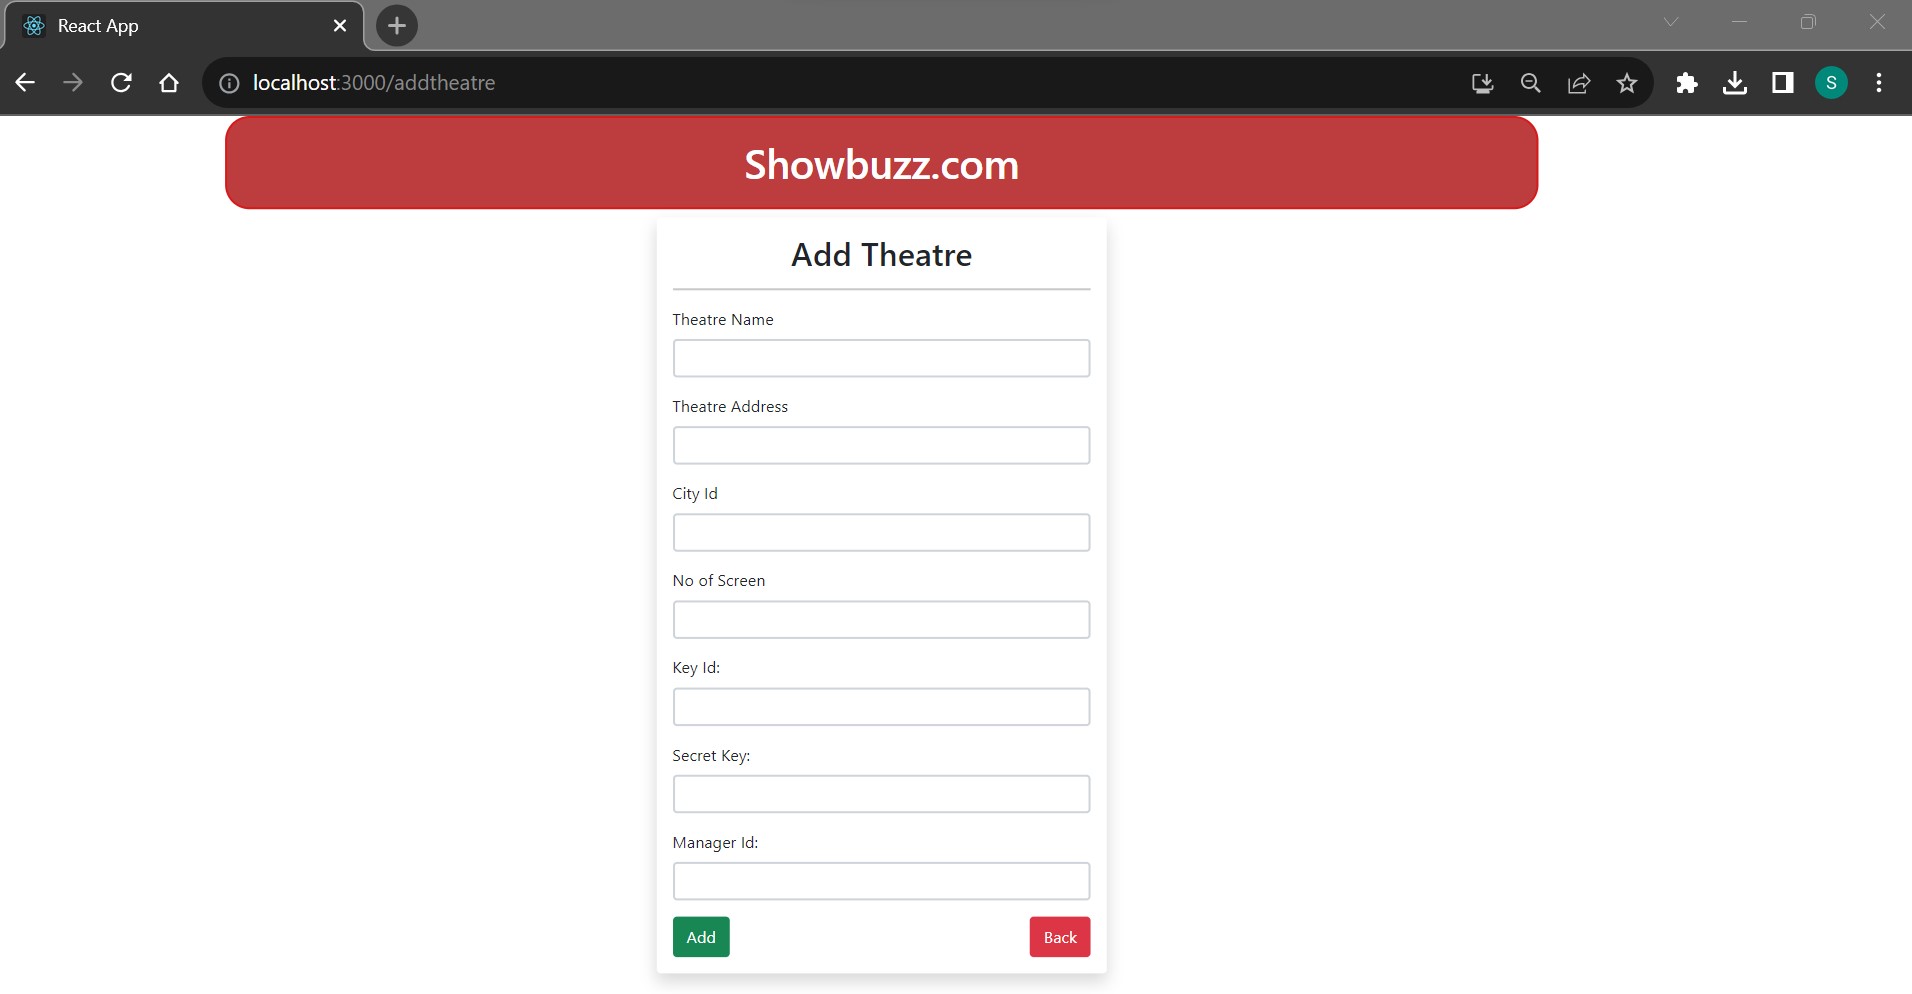 React App
localhost:3000/addtheatre
S
Showbuzz.com
Add Theatre
Theatre Name
Theatre Address
City Id
No of Screen
Key Id:
Secret Key:
Manager Id:
Add Back